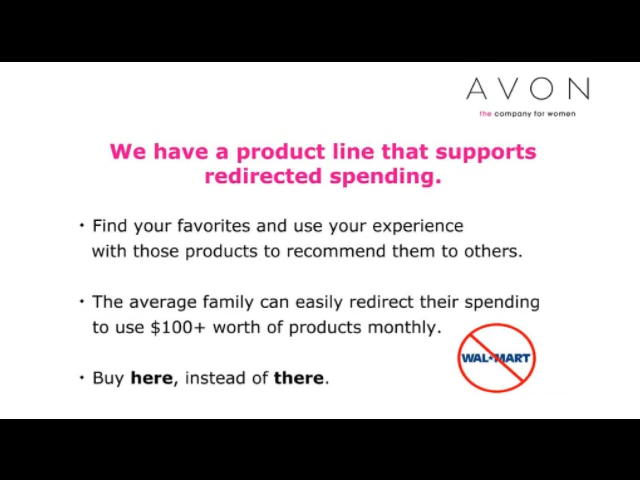 AVON
the company for women
We have a product line that supports
redirected spending.
• Find your favorites and use your experience
with those products to recommend them to others.
• The average family can easily redirect their spending
to use $100+ worth of products monthly.
WAL★MART
• Buy here, instead of there.